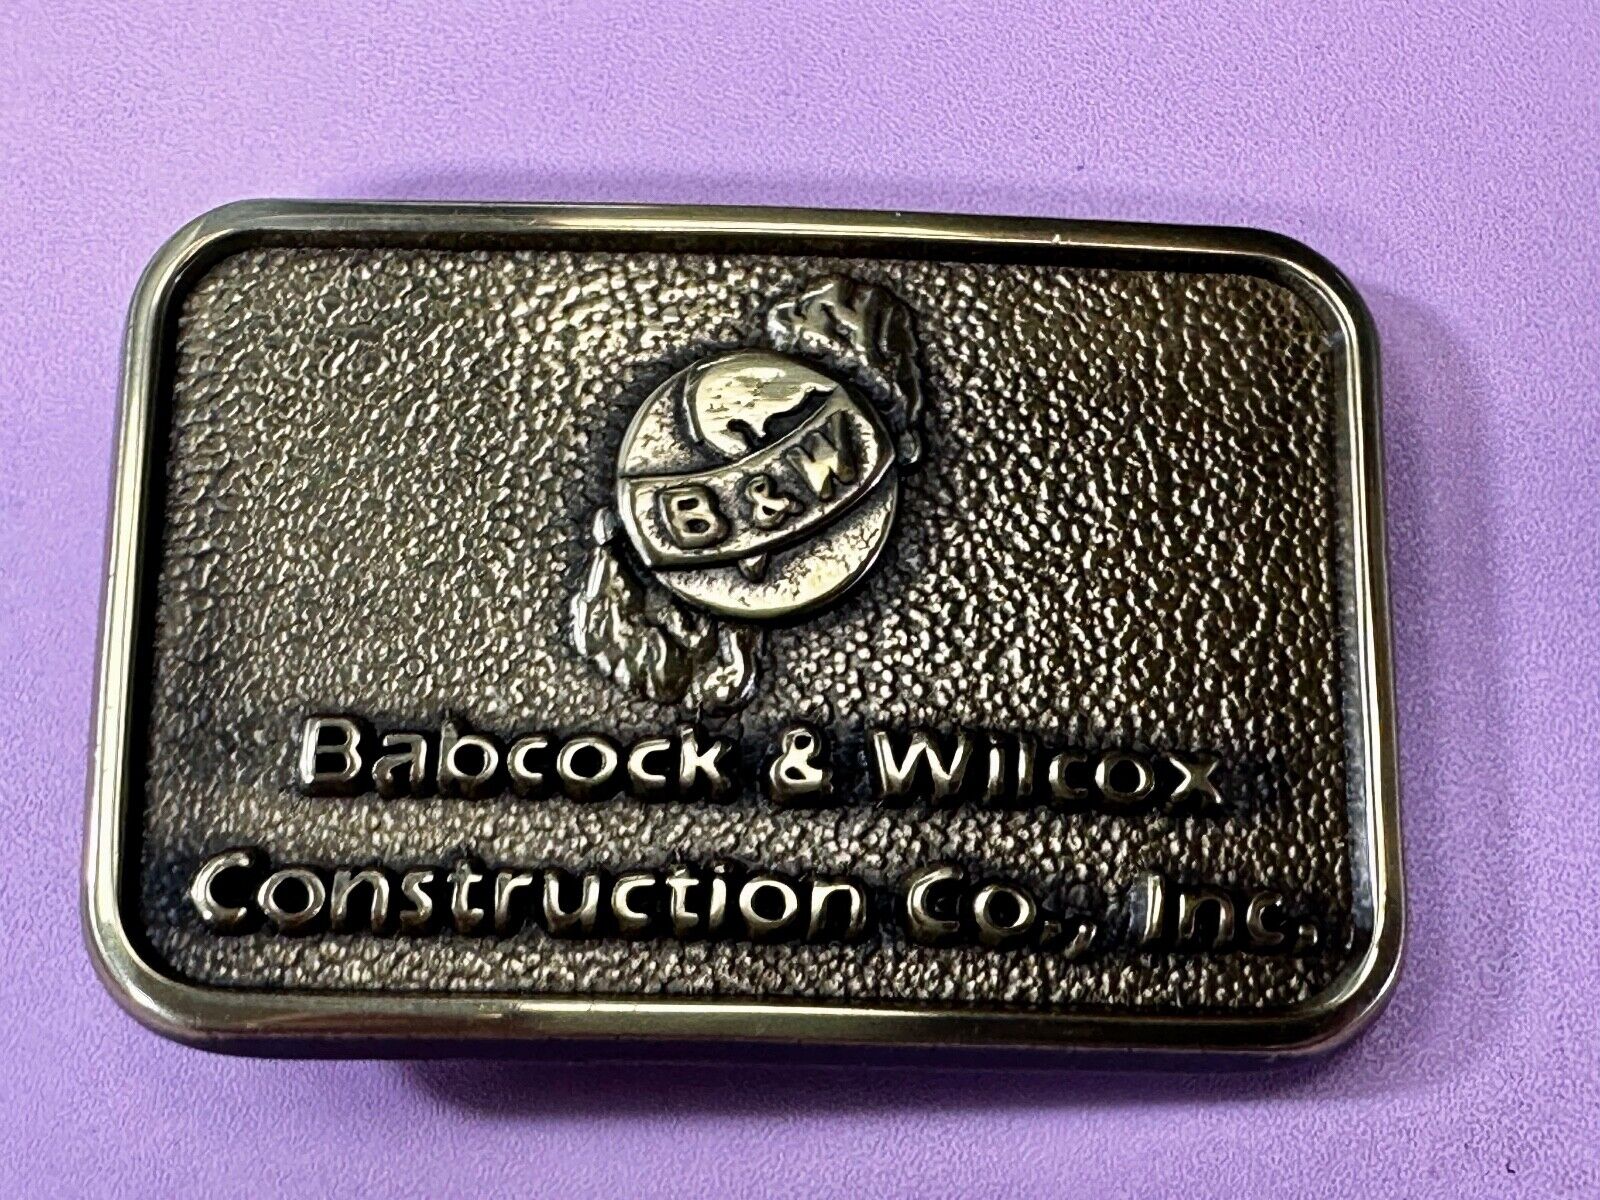 B & W
Babcock & Wilcox
Construction Co., Inc.